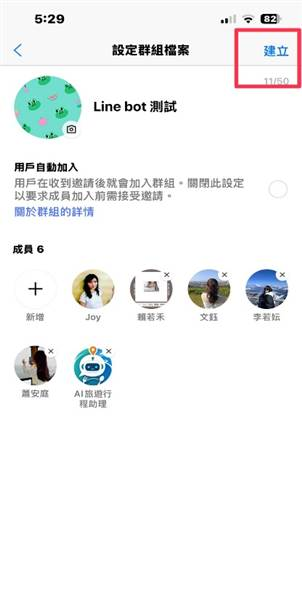 5:29
82
設定群組檔案
建立
11/50
Line bot 測試
用戶自動加入
用戶在收到邀請後就會加入群組。關閉此設定
以要求成員加入前需接受邀請。
關於群組的詳情
成員 6
新增
Joy
賴若禾
文鈺
李若妘
蕭安庭
AI旅遊行
程助理